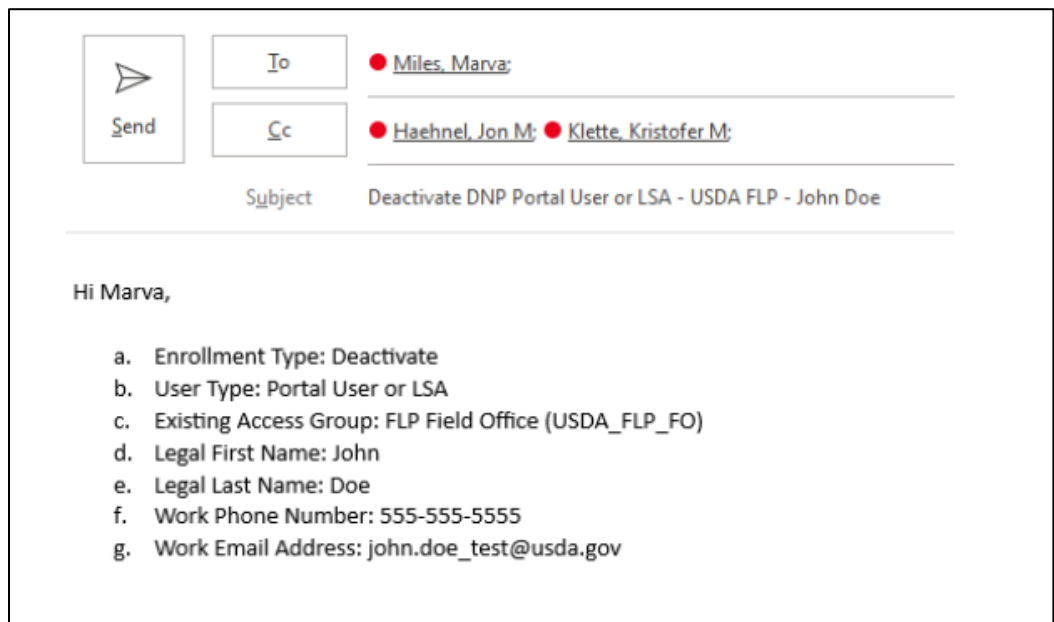 To
Miles, Marva;
Send
Cc
Haehnel, Jon M; Klette, Kristofer M;
Subject
Deactivate DNP Portal User or LSA - USDA FLP - John Doe
Hi Marva,
a. Enrollment Type: Deactivate
b. User Type: Portal User or LSA
c. Existing Access Group: FLP Field Office (USDA_FLP_FO)
d. Legal First Name: John
e. Legal Last Name: Doe
f. Work Phone Number: 555-555-5555
g. Work Email Address: john.doe_test@usda.gov